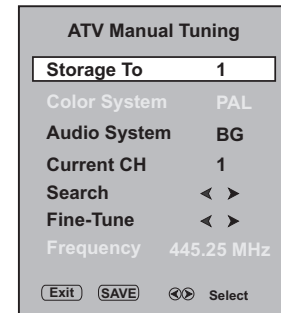 ATV Manual Tuning
Storage To 1
Color System PAL
Audio System BG
Current CH 1
Search
Fine-Tune
Frequency 445.25 MHz
Exit SAVE Select